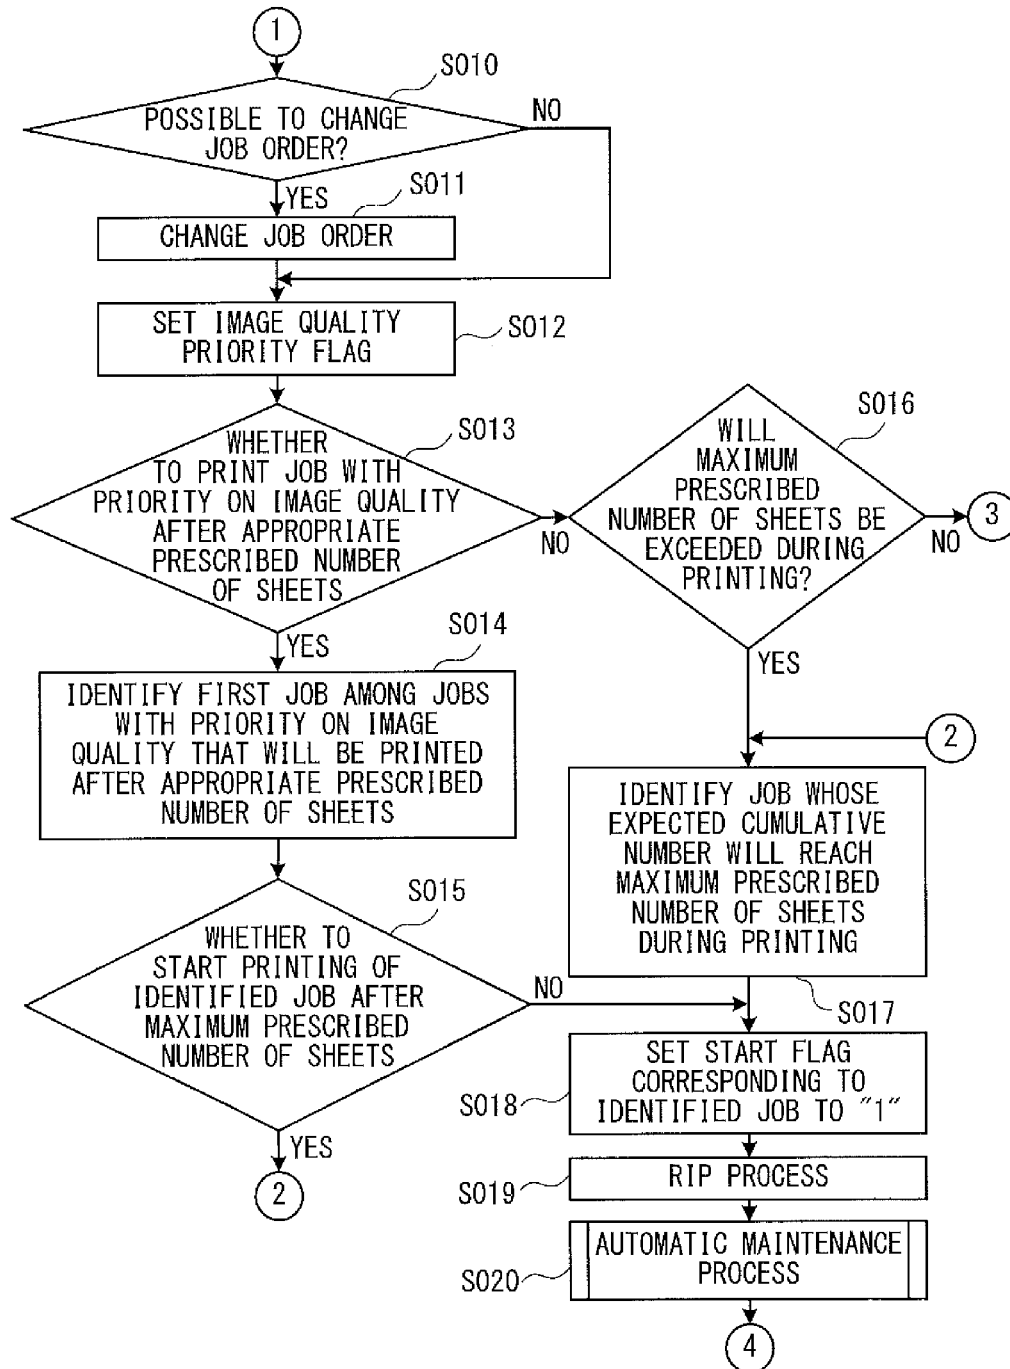 1
S010
POSSIBLE TO CHANGE
JOB ORDER?
NO
YES
S011
CHANGE JOB ORDER
SET IMAGE QUALITY
PRIORITY FLAG
S012
WHETHER
TO PRINT JOB WITH
PRIORITY ON IMAGE QUALITY
AFTER APPROPRIATE
PRESCRIBED NUMBER
OF SHEETS
S013
NO
YES
S016
WILL
MAXIMUM
PRESCRIBED
NUMBER OF SHEETS BE
EXCEEDED DURING
PRINTING?
NO
3
YES
2
S014
IDENTIFY FIRST JOB AMONG JOBS
WITH PRIORITY ON IMAGE
QUALITY THAT WILL BE PRINTED
AFTER APPROPRIATE PRESCRIBED
NUMBER OF SHEETS
S015
WHETHER TO
START PRINTING OF
IDENTIFIED JOB AFTER
MAXIMUM PRESCRIBED
NUMBER OF SHEETS
NO
YES
2
IDENTIFY JOB WHOSE
EXPECTED CUMULATIVE
NUMBER WILL REACH
MAXIMUM PRESCRIBED
NUMBER OF SHEETS
DURING PRINTING
S017
SET START FLAG
CORRESPONDING TO
IDENTIFIED JOB TO "1"
S018
RIP PROCESS
S019
AUTOMATIC MAINTENANCE
PROCESS
S020
4